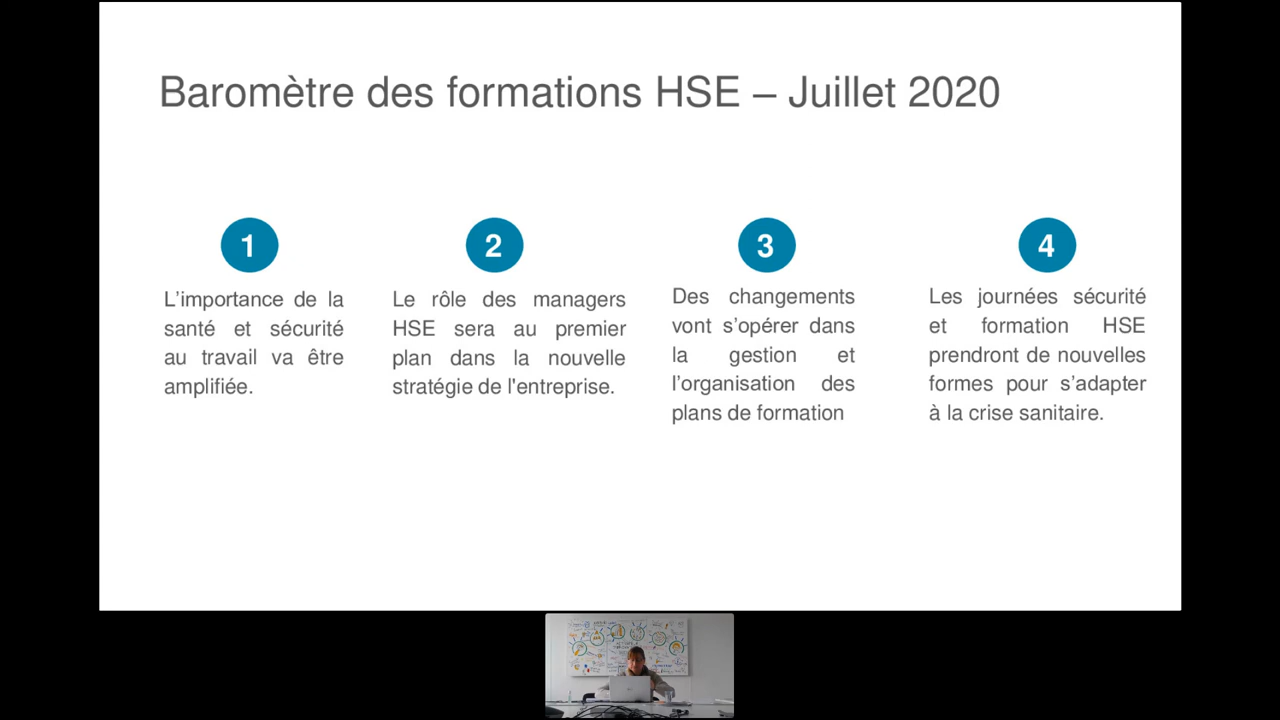 Baromètre des formations HSE – Juillet 2020
1
L’importance de la
santé et sécurité
au travail va être
amplifiée.
2
Le rôle des managers
HSE sera au premier
plan dans la nouvelle
stratégie de l'entreprise.
3
Des changements
vont s’opérer dans
la gestion et
l’organisation des
plans de formation
4
Les journées sécurité
et formation HSE
prendront de nouvelles
formes pour s’adapter
à la crise sanitaire.